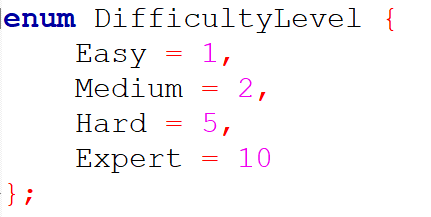 enum DifficultyLevel {
    Easy = 1,
    Medium = 2,
    Hard = 5,
    Expert = 10
};